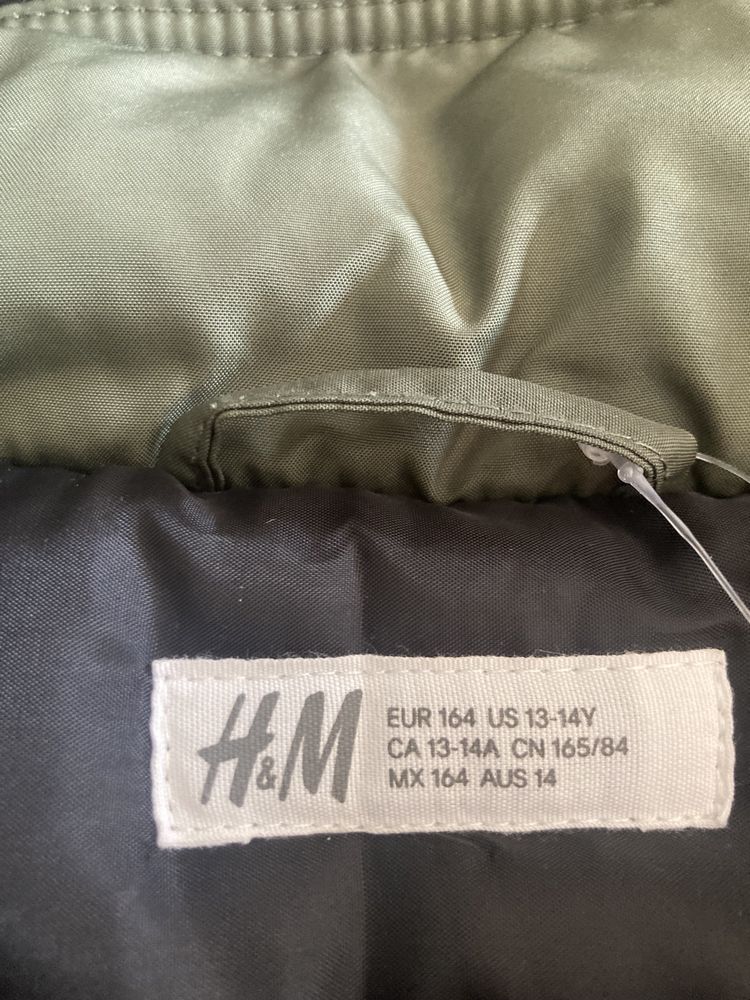 H&M
EUR 164 US 13-14Y
CA 13-14A CN 165/84
MX 164 AUS 14